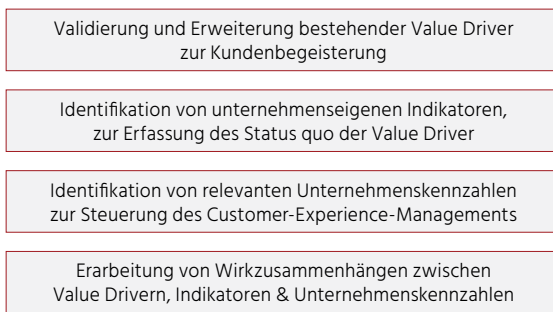 Validierung und Erweiterung bestehender Value Driver
zur Kundenbegeisterung
Identifikation von unternehmenseigenen Indikatoren,
zur Erfassung des Status quo der Value Driver
Identifikation von relevanten Unternehmenskennzahlen
zur Steuerung des Customer-Experience-Managements
Erarbeitung von Wirkzusammenhängen zwischen
Value Drivern, Indikatoren & Unternehmenskennzahlen